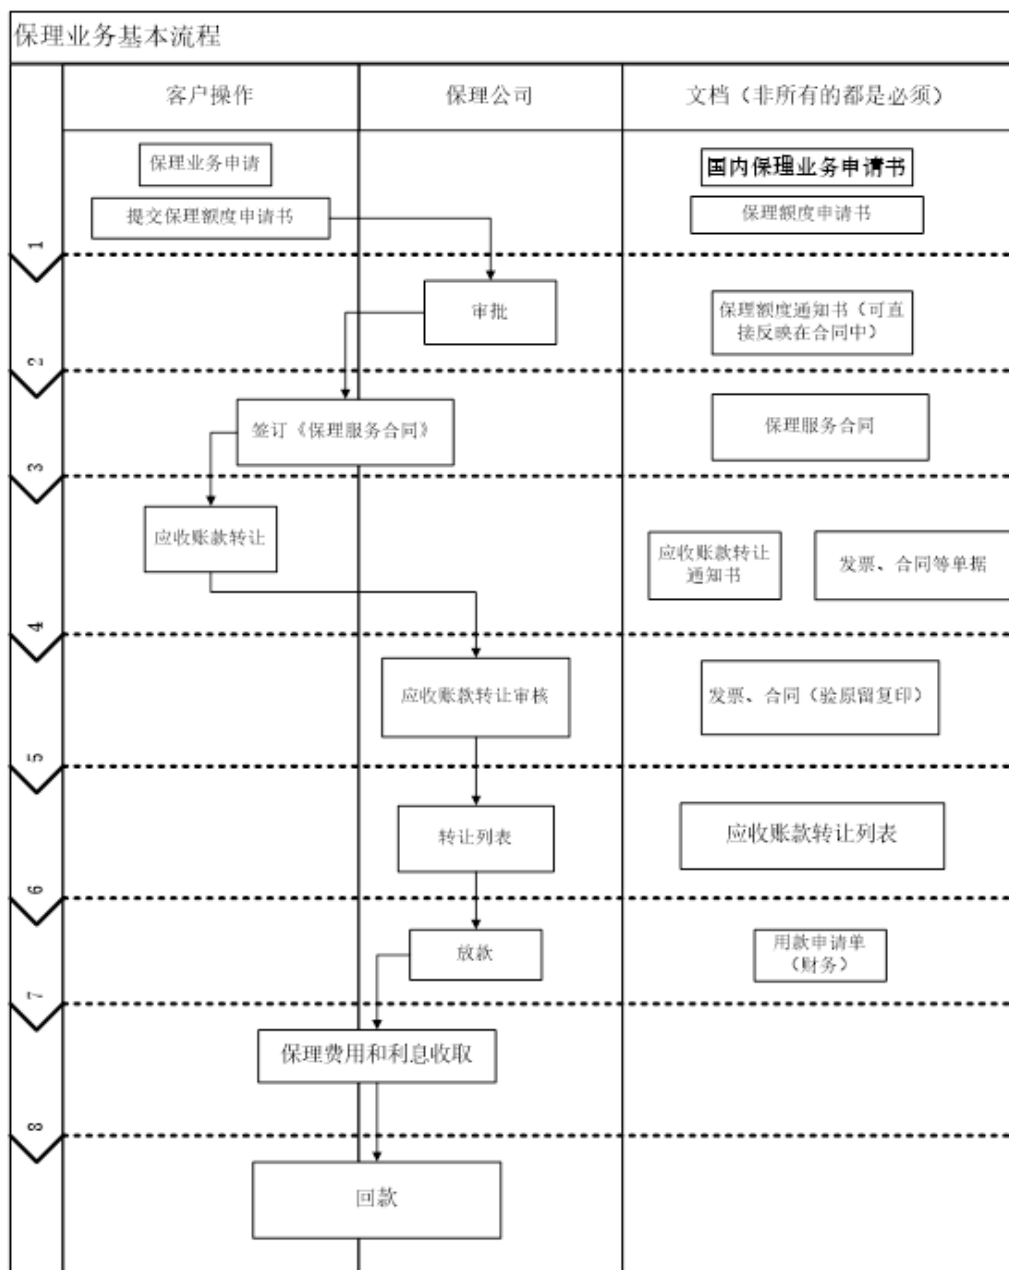 保理业务基本流程
客户操作
保理公司
文档（非所有的都是必须）
保理业务申请
国内保理业务申请书
提交保理额度申请书
保理额度申请书
1
审批
保理额度通知书（可直
接反映在合同中）
2
签订《保理服务合同》
保理服务合同
3
应收账款转让
应收账款转让
通知书
发票、合同等单据
4
应收账款转让审核
发票、合同（验原留复印）
5
转让列表
应收账款转让列表
6
放款
用款申请单
（财务）
7
保理费用和利息收取
8
回款